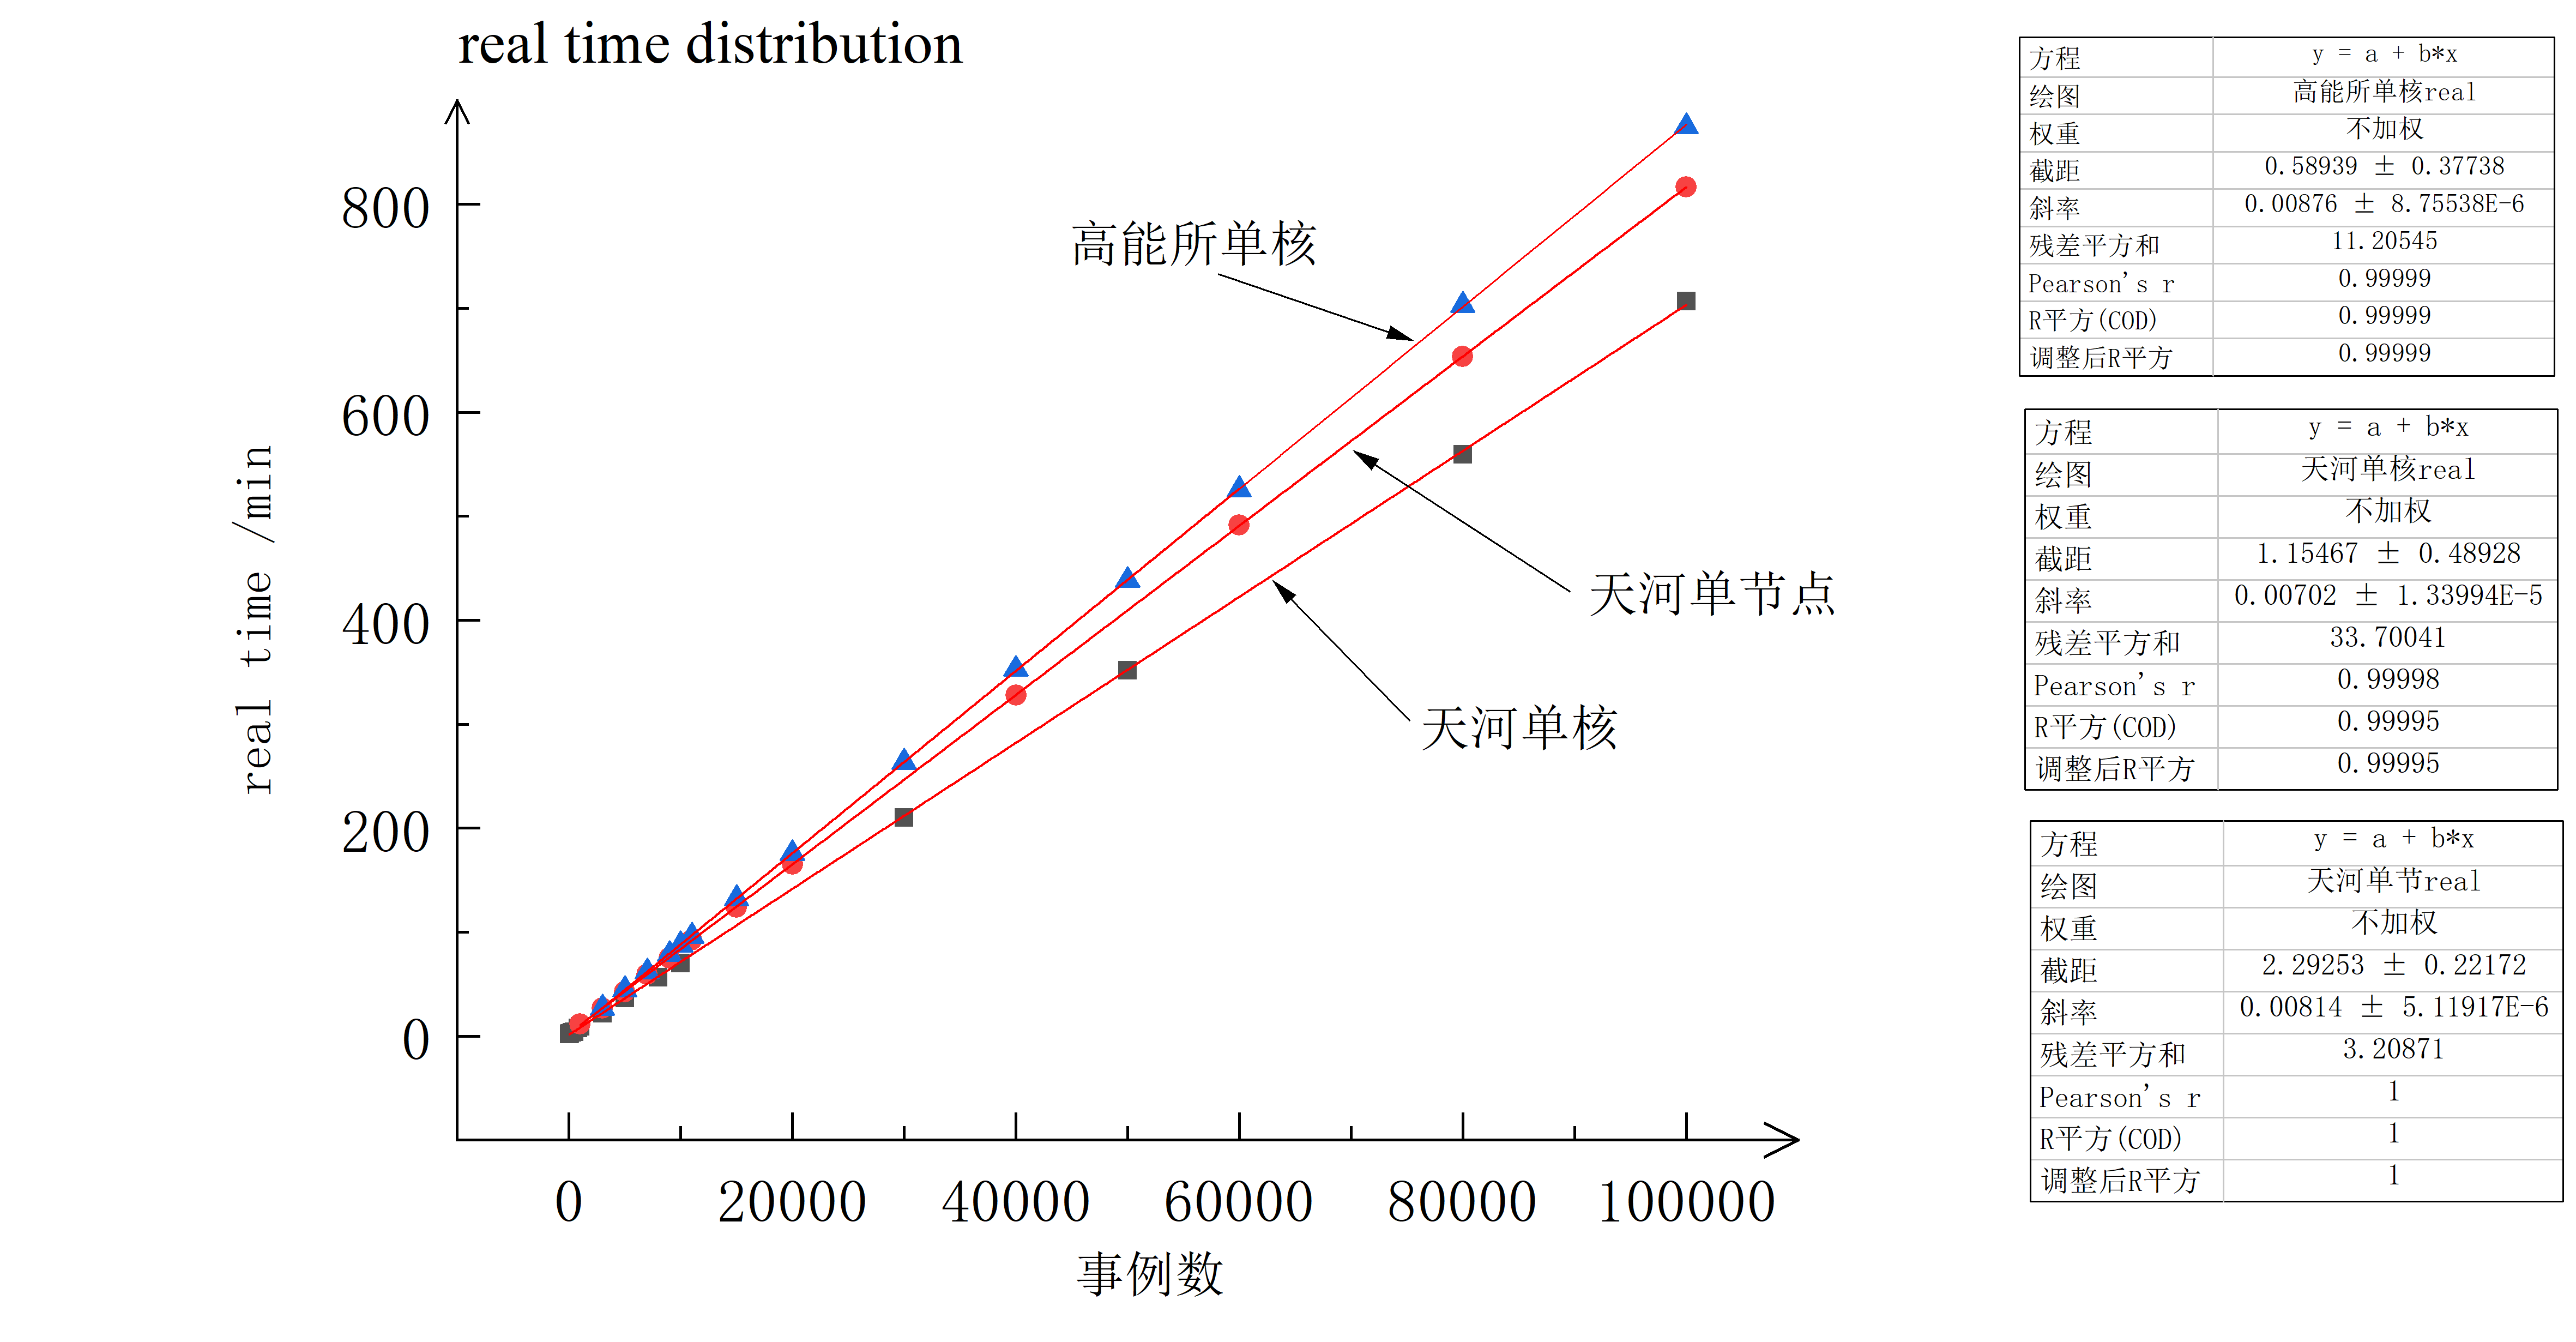 real time distribution
800
600
400
200
0
real time /min
高能所单核
天河单节点
天河单核
0 20000 40000 60000 80000 100000
事例数
方程 y = a + b*x
绘图 高能所单核real
权重 不加权
截距 0.58939 ± 0.37738
斜率 0.00876 ± 8.75538E-6
残差平方和 11.20545
Pearson's r 0.99999
R平方(COD) 0.99999
调整后R平方 0.99999
方程 y = a + b*x
绘图 天河单核real
权重 不加权
截距 1.15467 ± 0.48928
斜率 0.00702 ± 1.33994E-5
残差平方和 33.70041
Pearson's r 0.99998
R平方(COD) 0.99995
调整后R平方 0.99995
方程 y = a + b*x
绘图 天河单节real
权重 不加权
截距 2.29253 ± 0.22172
斜率 0.00814 ± 5.11917E-6
残差平方和 3.20871
Pearson's r 1
R平方(COD) 1
调整后R平方 1